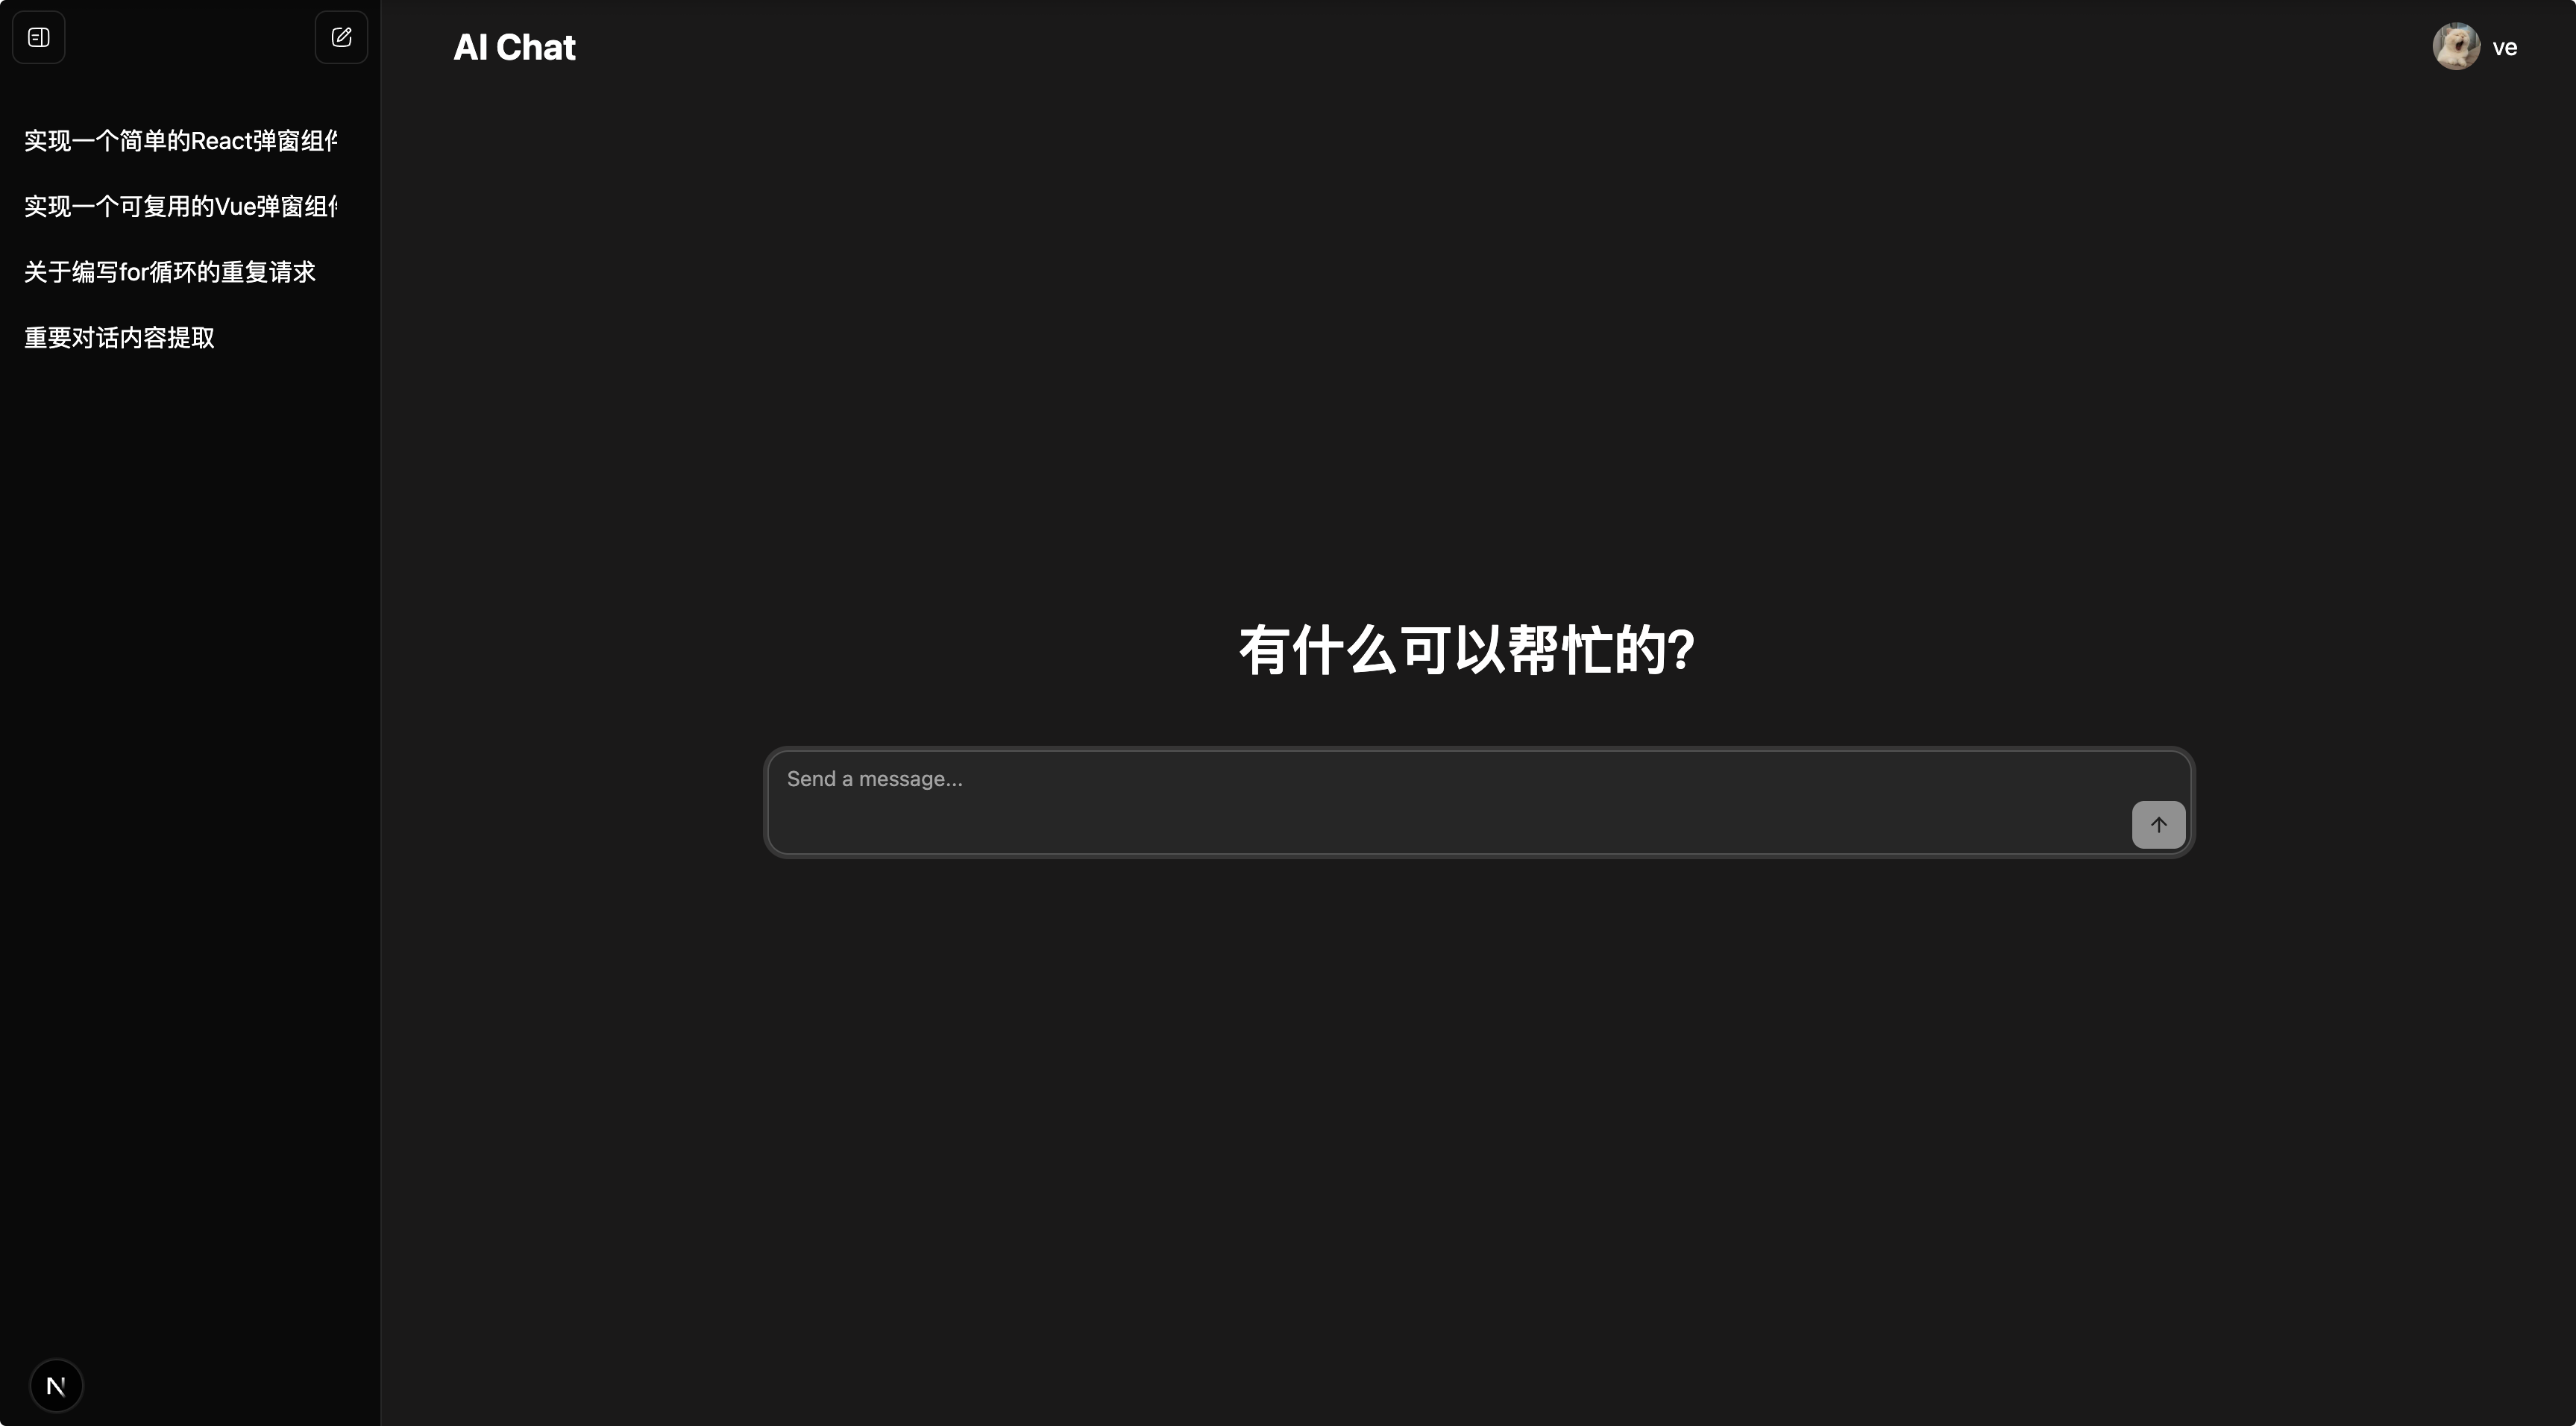 AI Chat
ve
实现一个简单的React弹窗组
实现一个可复用的Vue弹窗组
关于编写for循环的重复请求
重要对话内容提取
有什么可以帮忙的?
Send a message...
N